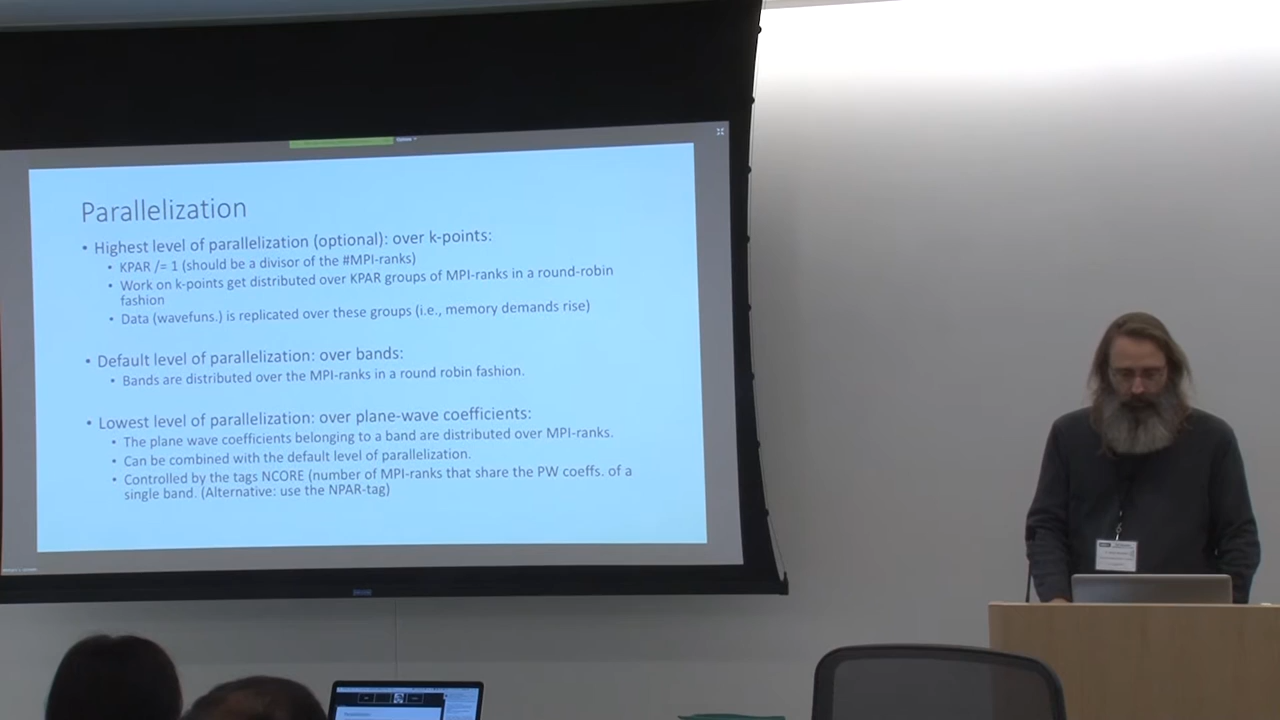 Parallelization
• Highest level of parallelization (optional): over k-points:
• KPAR /= 1 (should be a divisor of the #MPI-ranks)
• Work on k-points get distributed over KPAR groups of MPI-ranks in a round-robin
fashion
• Data (wavefuns.) is replicated over these groups (i.e., memory demands rise)
• Default level of parallelization: over bands:
• Bands are distributed over the MPI-ranks in a round robin fashion.
• Lowest level of parallelization: over plane-wave coefficients:
• The plane wave coefficients belonging to a band are distributed over MPI-ranks.
• Can be combined with the default level of parallelization.
• Controlled by the tags NCORE (number of MPI-ranks that share the PW coeffs. of a
single band. (Alternative: use the NPAR-tag)